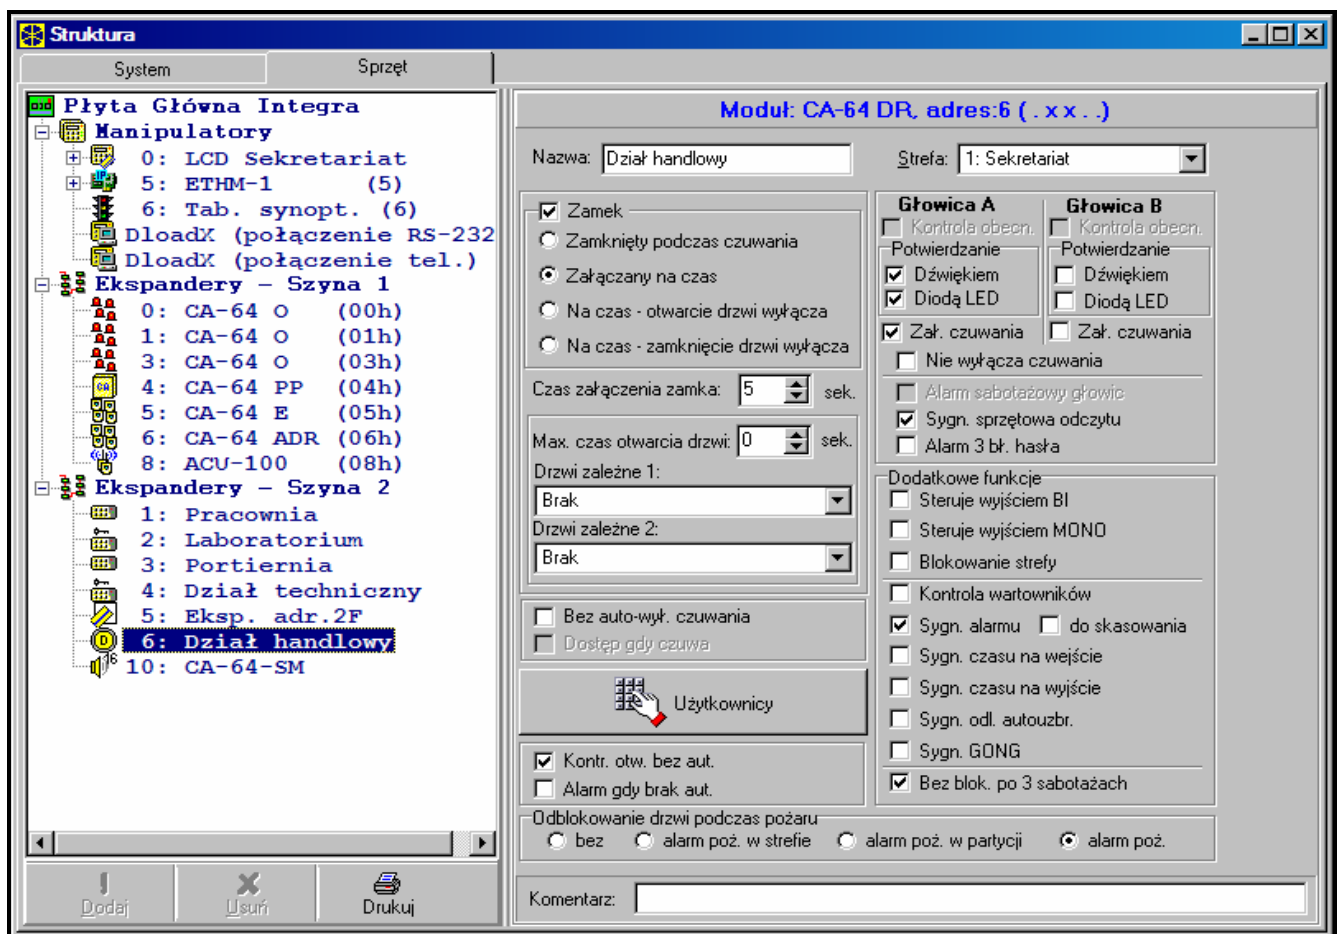 Struktura
System
Sprzęt
Płyta Główna Integra
Manipulatory
0: LCD Sekretariat
5: ETHM-1 (5)
6: Tab. synopt. (6)
DloadX (połączenie RS-232
DloadX (połączenie tel.)
Ekspandery – Szyna 1
0: CA-64 O (00h)
1: CA-64 O (01h)
3: CA-64 O (03h)
4: CA-64 PP (04h)
5: CA-64 E (05h)
6: CA-64 ADR (06h)
8: ACU-100 (08h)
Ekspandery – Szyna 2
1: Pracownia
2: Laboratorium
3: Portiernia
4: Dział techniczny
5: Eksp. adr.2F
6: Dział handlowy
10: CA-64-SM
Dodaj
Usuń
Drukuj
Moduł: CA-64 DR, adres:6 ( . x x . .)
Nazwa: Dział handlowy
Strefa: 1: Sekretariat
Zamek
Zamknięty podczas czuwania
Załączany na czas
Na czas - otwarcie drzwi wyłącza
Na czas - zamknięcie drzwi wyłącza
Czas załączenia zamka: 5 sek.
Max. czas otwarcia drzwi: 0 sek.
Drzwi zależne 1:
Brak
Drzwi zależne 2:
Brak
Bez auto-wył. czuwania
Dostęp gdy czuwa
Użytkownicy
Kontr. otw. bez aut.
Alarm gdy brak aut.
Głowica A
Głowica B
Kontrola obecn.
Kontrola obecn.
Potwierdzanie
Potwierdzanie
Dźwiękiem
Dźwiękiem
Diodą LED
Diodą LED
Zał. czuwania
Zał. czuwania
Nie wyłącza czuwania
Alarm sabotażowy głowic
Sygn. sprzętowa odczytu
Alarm 3 bł. hasła
Dodatkowe funkcje
Steruje wyjściem BI
Steruje wyjściem MONO
Blokowanie strefy
Kontrola wartowników
Sygn. alarmu do skasowania
Sygn. czasu na wejście
Sygn. czasu na wyjście
Sygn. odl. autouzbr.
Sygn. GONG
Bez blok. po 3 sabotażach
Odblokowanie drzwi podczas pożaru
bez alarm poż. w strefie alarm poż. w partycji alarm poż.
Komentarz: